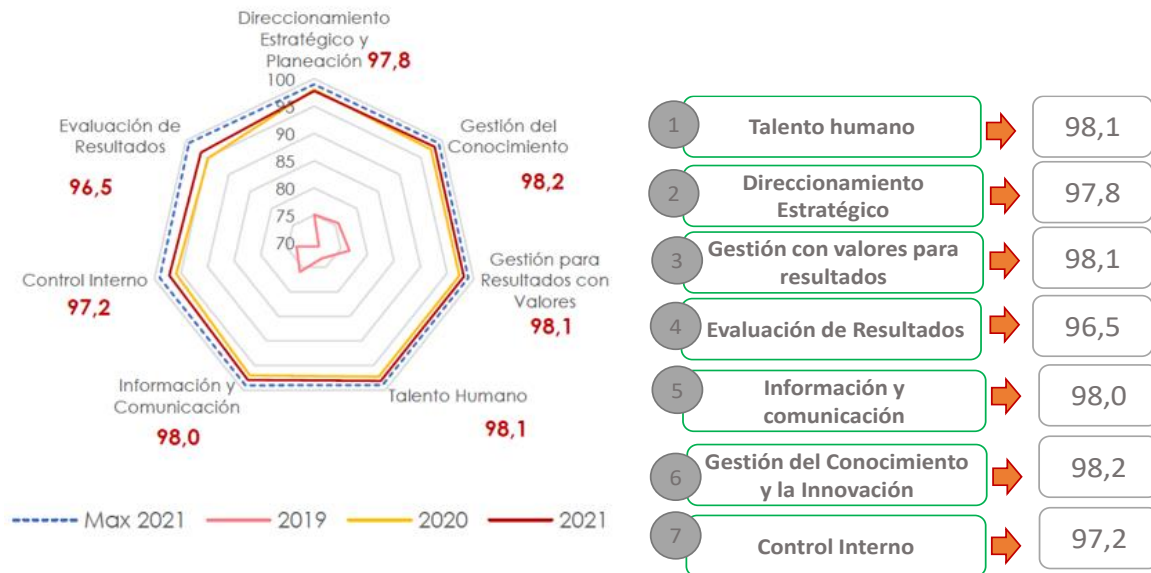 Direccionamiento
Estratégico y
Planeación 97,8
100
95
90
85
80
75
70
Gestión del
Conocimiento
98,2
Gestión para
Resultados con
Valores
98,1
Talento Humano
98,1
Información y
Comunicación
98,0
Control Interno
97,2
Evaluación de
Resultados
96,5
Max 2021
2019
2020
2021
1 Talento humano 98,1
2 Direccionamiento
Estratégico 97,8
3 Gestión con valores para
resultados 98,1
4 Evaluación de Resultados 96,5
5 Información y
comunicación 98,0
6 Gestión del Conocimiento
y la Innovación 98,2
7 Control Interno 97,2